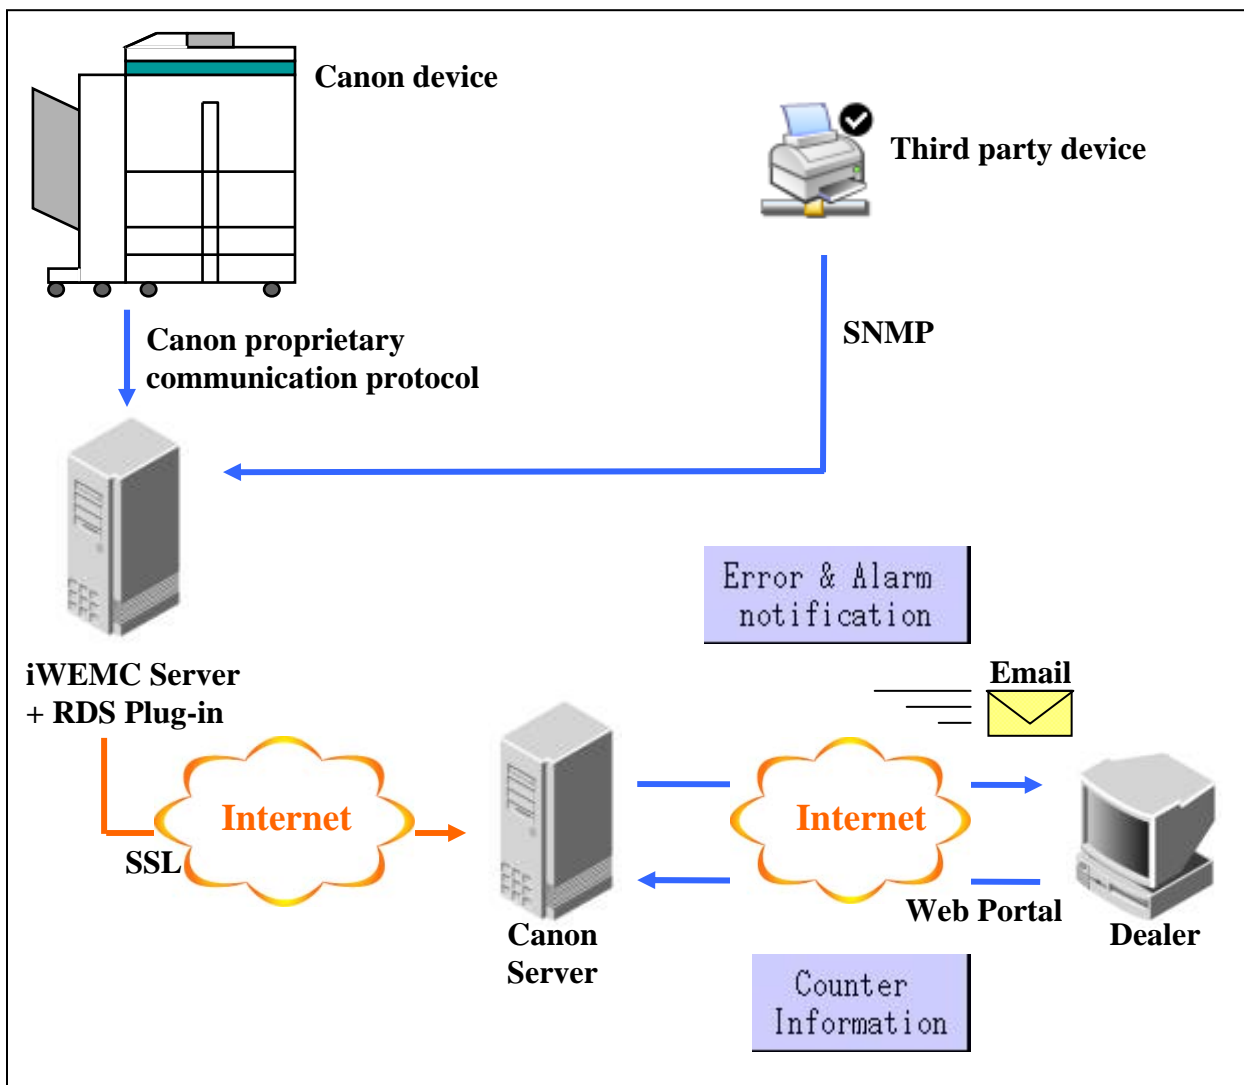 Canon device
Third party device
Canon proprietary
communication protocol
SNMP
Error & Alarm
notification
iWEMC Server
+ RDS Plug-in
Email
Internet
Internet
SSL
Web Portal
Canon
Server
Dealer
Counter
Information